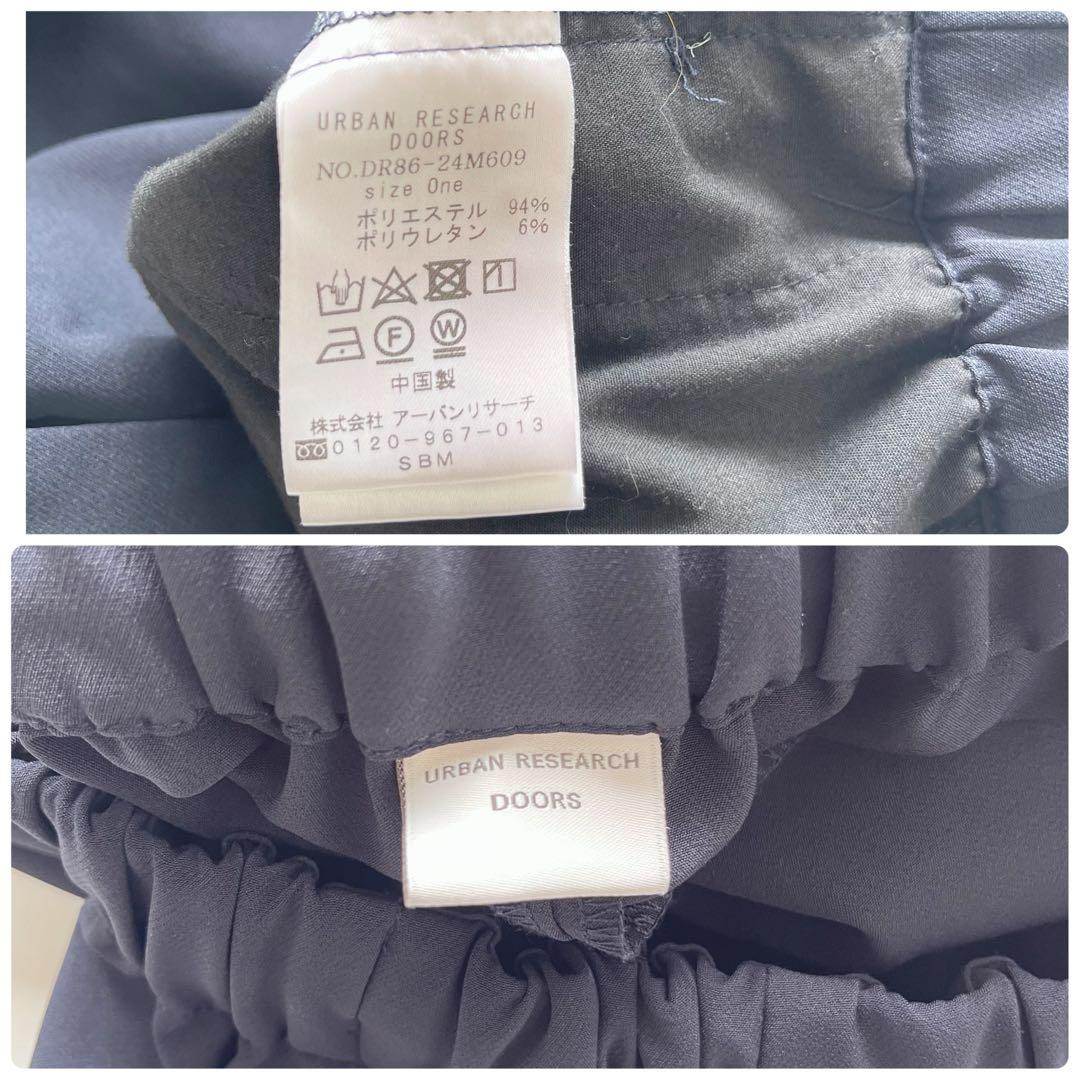 URBAN RESEARCH
DOORS
NO.DR86-24M609
size One
ポリエステル 94%
ポリウレタン 6%
F W
中国製
株式会社 アーバンリサーチ
0120-967-013
SBM
URBAN RESEARCH
DOORS